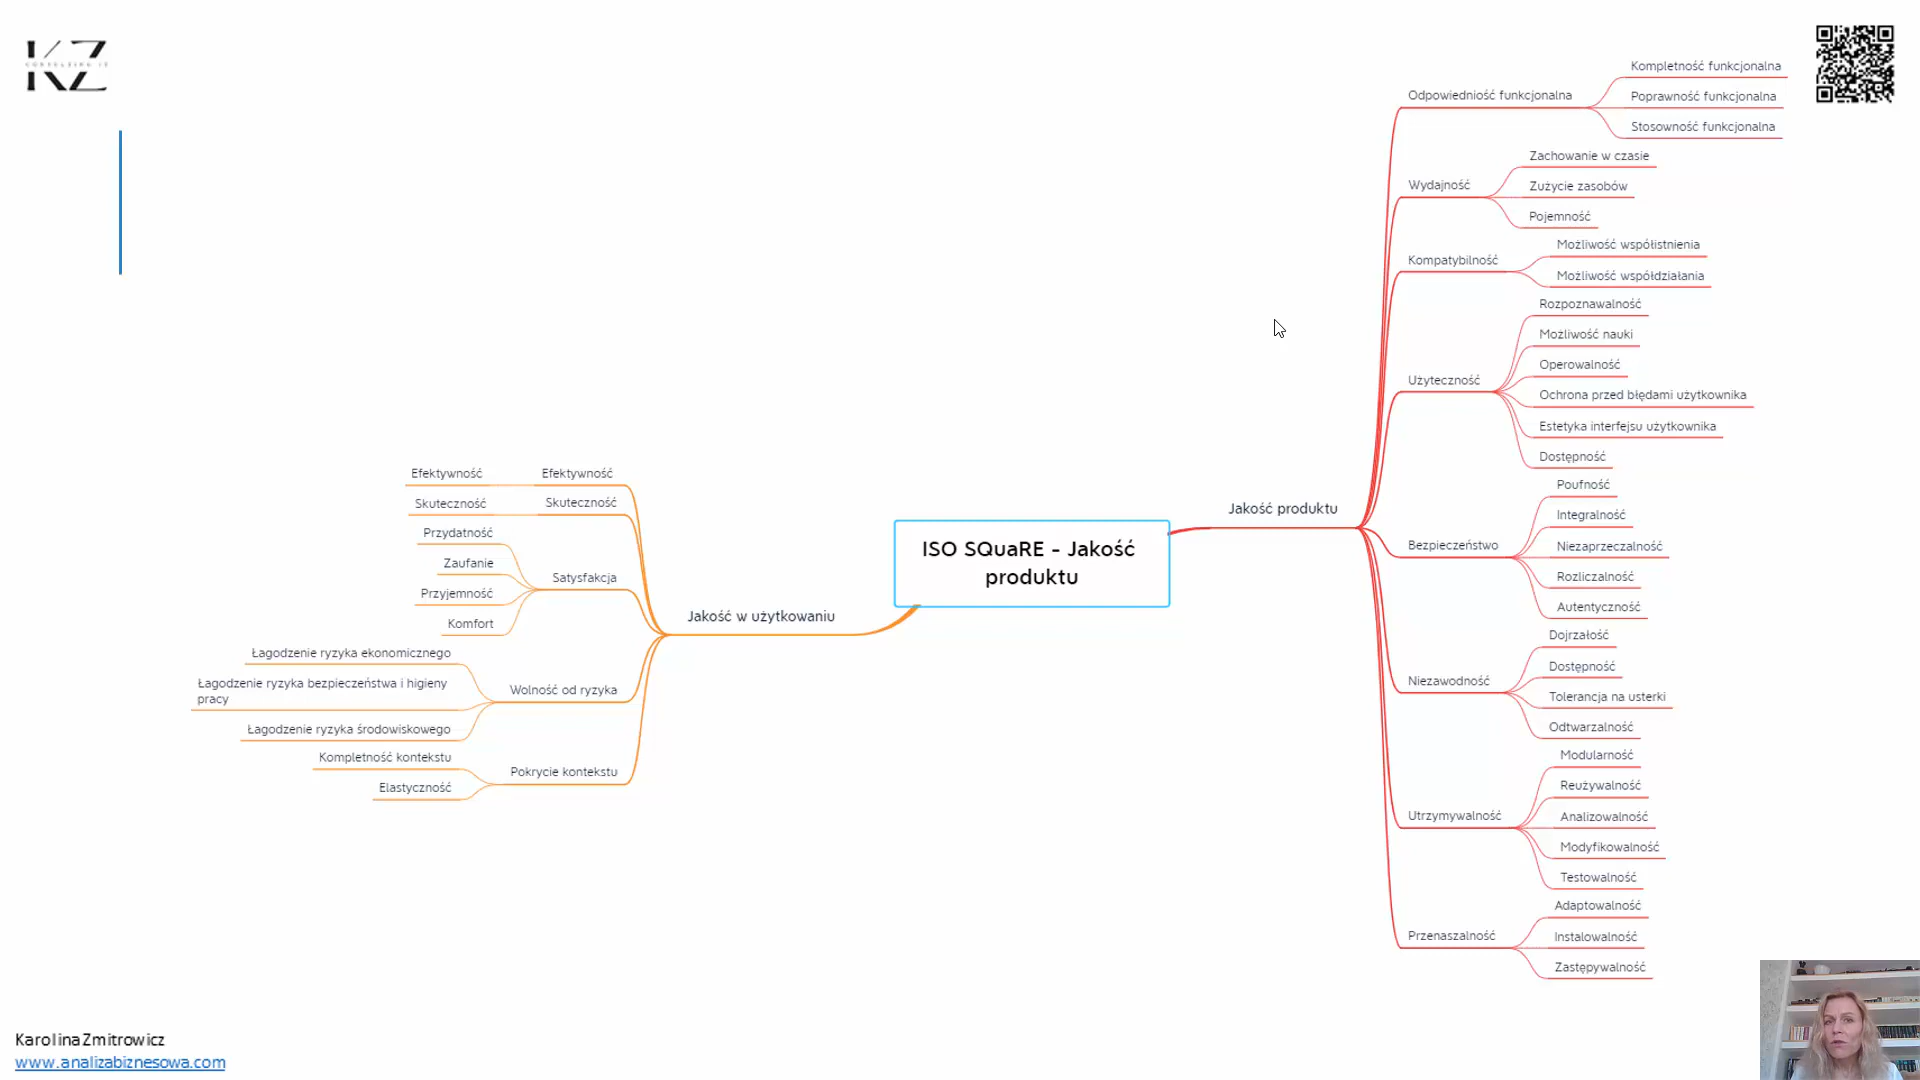 KZ
CONSULTING IT
Kompletność funkcjonalna
Odpowiedniość funkcjonalna
Poprawność funkcjonalna
Stosowność funkcjonalna
Zachowanie w czasie
Wydajność
Zużycie zasobów
Pojemność
Możliwość współistnienia
Kompatybilność
Możliwość współdziałania
Rozpoznawalność
Możliwość nauki
Operowalność
Użyteczność
Ochrona przed błędami użytkownika
Estetyka interfejsu użytkownika
Dostępność
Poufność
Integralność
Bezpieczeństwo
Niezaprzeczalność
Rozliczalność
Autentyczność
Dojrzałość
Dostępność
Niezawodność
Tolerancja na usterki
Odtwarzalność
Modularność
Reużywalność
Utrzymywalność
Analizowalność
Modyfikowalność
Testowalność
Adaptowalność
Przenaszalność
Instalowalność
Zastępywalność
Jakość produktu
ISO SQuaRE - Jakość
produktu
Jakość w użytkowaniu
Efektywność
Efektywność
Skuteczność
Skuteczność
Przydatność
Zaufanie
Satysfakcja
Przyjemność
Komfort
Łagodzenie ryzyka ekonomicznego
Łagodzenie ryzyka bezpieczeństwa i higieny
pracy
Wolność od ryzyka
Łagodzenie ryzyka środowiskowego
Kompletność kontekstu
Pokrycie kontekstu
Elastyczność
Karolina Zmitrowicz
www.analizabiznesowa.com